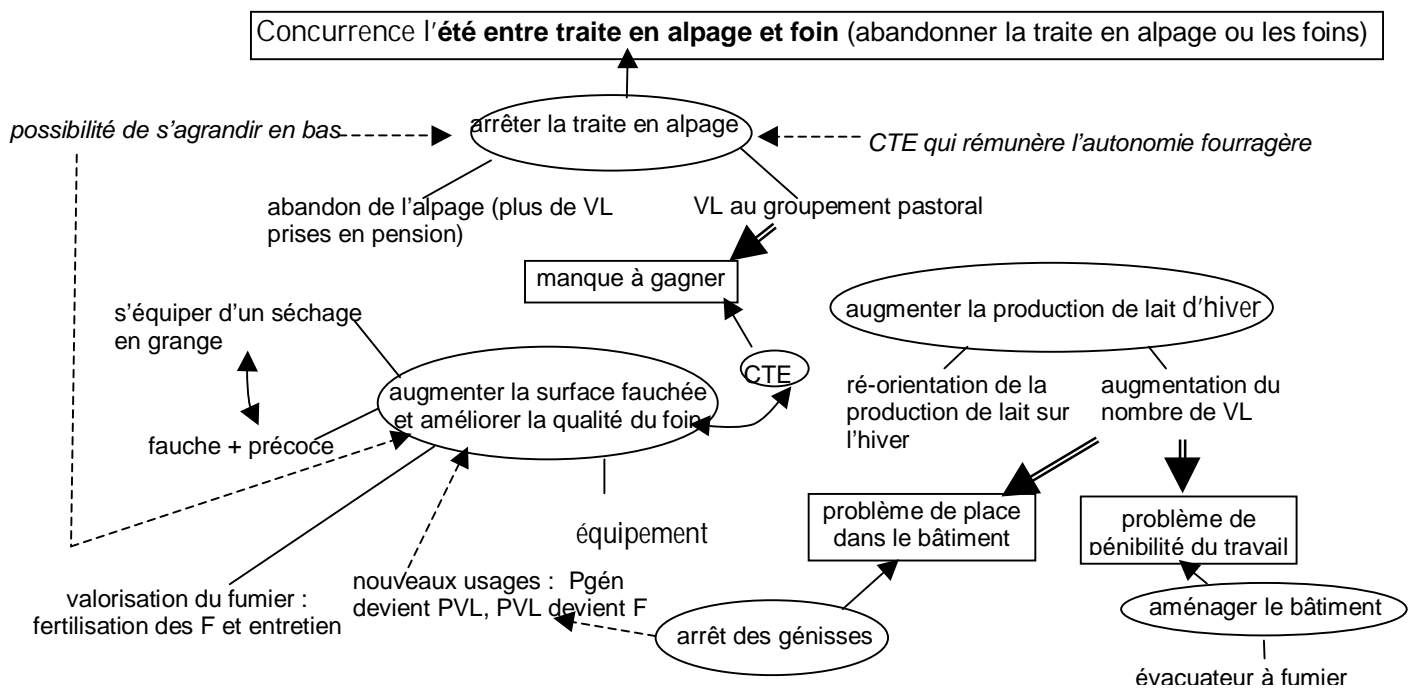 Concurrence l'été entre traite en alpage et foin (abandonner la traite en alpage ou les foins)
possibilité de s'agrandir en bas
arrêter la traite en alpage
CTE qui rémunère l'autonomie fourragère
abandon de l'alpage (plus de VL
prises en pension)
VL au groupement pastoral
manque à gagner
augmenter la production de lait d'hiver
s'équiper d'un séchage
en grange
CTE
augmenter la surface fauchée
et améliorer la qualité du foin
ré-orientation de la
production de lait sur
l'hiver
augmentation du
nombre de VL
fauche + précoce
équipement
problème de place
dans le bâtiment
problème de
pénibilité du travail
valorisation du fumier :
fertilisation des F et entretien
nouveaux usages : Pgén
devient PVL, PVL devient F
arrêt des génisses
aménager le bâtiment
évacuateur à fumier